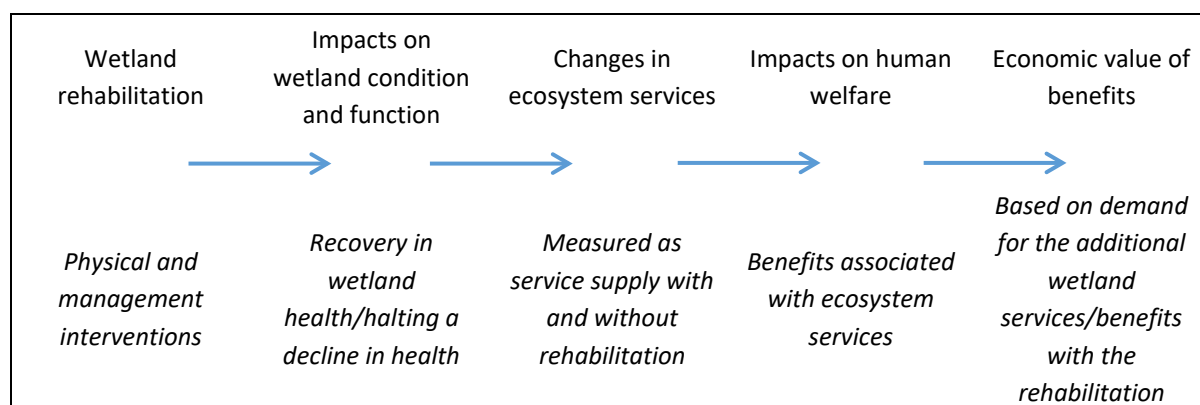 Wetland
rehabilitation
Impacts on
wetland condition
and function
Changes in
ecosystem services
Impacts on human
welfare
Economic value of
benefits
Physical and
management
interventions
Recovery in
wetland
health/halting a
decline in health
Measured as
service supply with
and without
rehabilitation
Benefits associated
with ecosystem
services
Based on demand
for the additional
wetland
services/benefits
with the
rehabilitation